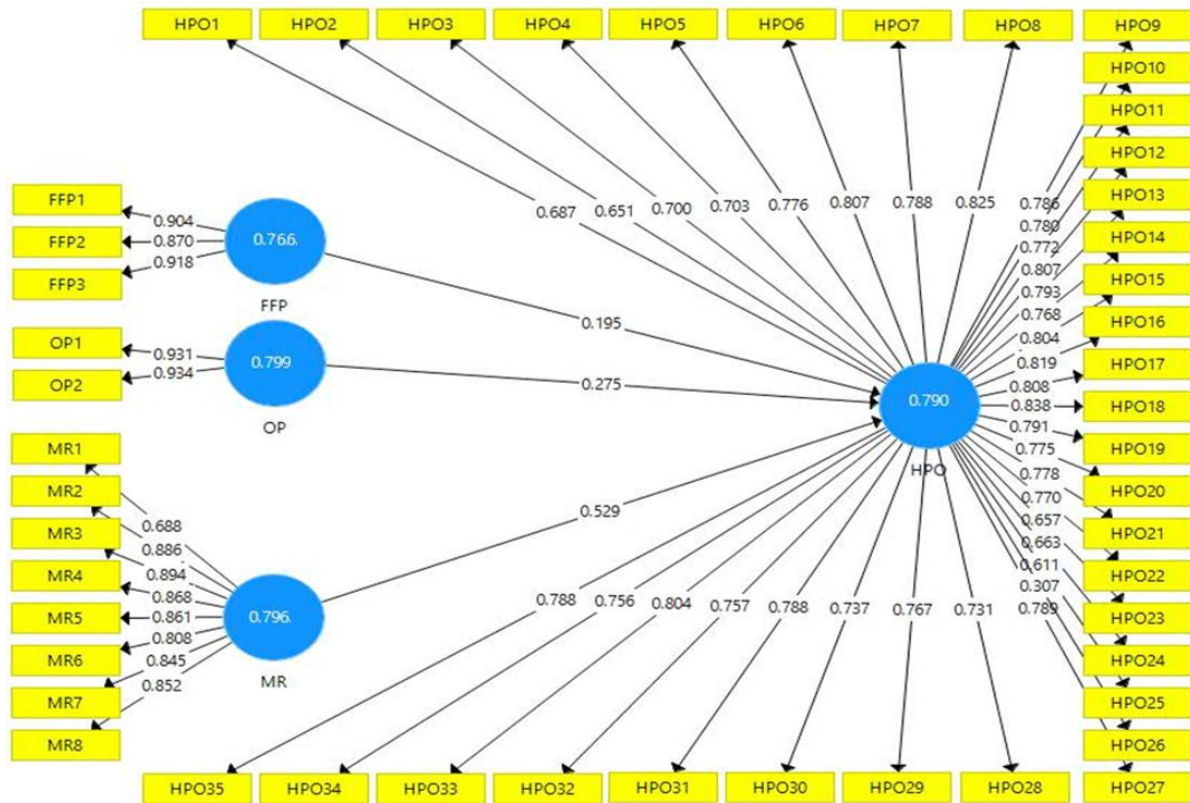 HPO1 HPO2 HPO3 HPO4 HPO5 HPO6 HPO7 HPO8 HPO9
HPO10
HPO11
HPO12
HPO13
HPO14
HPO15
HPO16
HPO17
HPO18
HPO19
HPO20
HPO21
HPO22
HPO23
HPO24
HPO25
HPO26
HPO27
0.687 0.651 0.700 0.703 0.776 0.807 0.788 0.825
0.786
0.780
0.772
0.807
0.793
0.768
0.804
0.819
0.808
0.838
0.791
0.775
0.778
0.770
0.657
0.663
0.611
0.307
0.789
FFP1
FFP2
FFP3
0.904
0.870
0.918
0.766.
FFP
0.195
OP1
OP2
0.931
0.934
0.799
OP
0.275
0.790
HPO
MR1
MR2
MR3
MR4
MR5
MR6
MR7
MR8
0.688
0.886
0.894
0.868
0.861
0.808
0.845
0.852
0.796.
MR
0.529
0.788 0.756 0.804 0.757 0.788 0.737 0.767 0.731
HPO35 HPO34 HPO33 HPO32 HPO31 HPO30 HPO29 HPO28